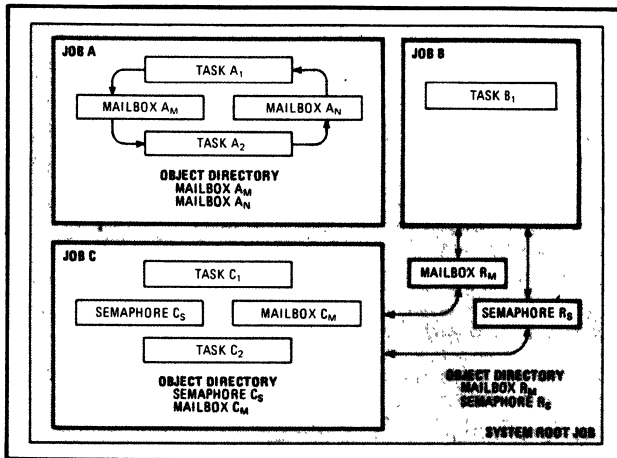 JOB A
TASK A1
MAILBOX AM
MAILBOX AN
TASK A2
OBJECT DIRECTORY
MAILBOX AM
MAILBOX AN
JOB B
TASK B1
JOB C
TASK C1
SEMAPHORE CS
MAILBOX CM
TASK C2
OBJECT DIRECTORY
SEMAPHORE CS
MAILBOX CM
MAILBOX RM
SEMAPHORE RS
OBJECT DIRECTORY
MAILBOX RM
SEMAPHORE RS
SYSTEM ROOT JOB